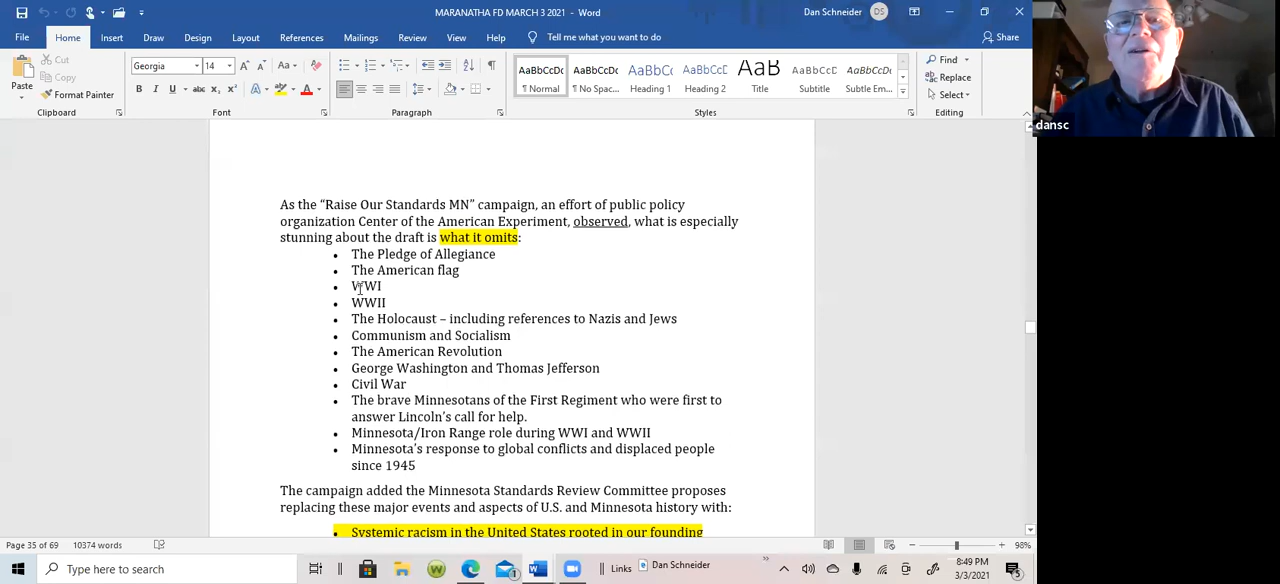 MARANATHA FD MARCH 3 2021 - Word
Dan Schneider
DS
File Home Insert Draw Design Layout References Mailings Review View Help Tell me what you want to do Share
Paste
Cut
Copy
Format Painter
Clipboard
Georgia 14
Font
Paragraph
AaBbCcDc AaBbCcDc AaBbCc AaBbCcD AaB AaBbCcD AaBbCcDc
¶ Normal ¶ No Spac... Heading 1 Heading 2 Title Subtitle Subtle Em...
Styles
Find
Replace
Select
Editing
dansc
As the “Raise Our Standards MN” campaign, an effort of public policy
organization Center of the American Experiment, observed, what is especially
stunning about the draft is what it omits:
• The Pledge of Allegiance
• The American flag
• WWI
• WWII
• The Holocaust – including references to Nazis and Jews
• Communism and Socialism
• The American Revolution
• George Washington and Thomas Jefferson
• Civil War
• The brave Minnesotans of the First Regiment who were first to
answer Lincoln’s call for help.
• Minnesota/Iron Range role during WWI and WWII
• Minnesota’s response to global conflicts and displaced people
since 1945
The campaign added the Minnesota Standards Review Committee proposes
replacing these major events and aspects of U.S. and Minnesota history with:
• Systemic racism in the United States rooted in our founding
Page 35 of 69 10374 words 98%
Type here to search
Links
Dan Schneider
8:49 PM
3/3/2021